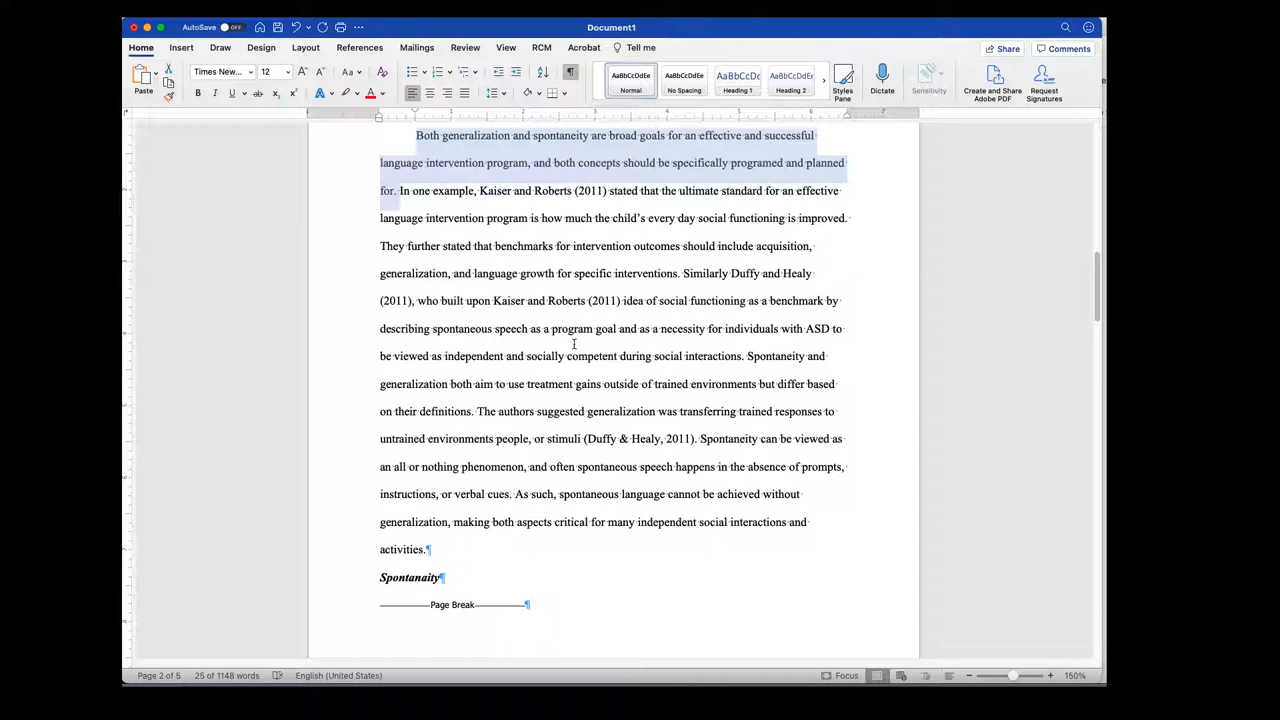 AutoSave OFF Document1
Home Insert Draw Design Layout References Mailings Review View RCM Acrobat Tell me Share Comments
Times New... 12 AaBbCcDdEe AaBbCcDdEe AaBbCcDc AaBbCcDdEe
Paste Normal No Spacing Heading 1 Heading 2 Styles Pane Dictate Sensitivity Create and Share Adobe PDF Request Signatures
Both generalization and spontaneity are broad goals for an effective and successful
language intervention program, and both concepts should be specifically programed and planned
for. In one example, Kaiser and Roberts (2011) stated that the ultimate standard for an effective
language intervention program is how much the child's every day social functioning is improved.
They further stated that benchmarks for intervention outcomes should include acquisition,
generalization, and language growth for specific interventions. Similarly Duffy and Healy
(2011), who built upon Kaiser and Roberts (2011) idea of social functioning as a benchmark by
describing spontaneous speech as a program goal and as a necessity for individuals with ASD to
be viewed as independent and socially competent during social interactions. Spontaneity and
generalization both aim to use treatment gains outside of trained environments but differ based
on their definitions. The authors suggested generalization was transferring trained responses to
untrained environments people, or stimuli (Duffy & Healy, 2011). Spontaneity can be viewed as
an all or nothing phenomenon, and often spontaneous speech happens in the absence of prompts,
instructions, or verbal cues. As such, spontaneous language cannot be achieved without
generalization, making both aspects critical for many independent social interactions and
activities.¶
Spontanaity¶
Page Break¶
Page 2 of 5 25 of 1148 words English (United States) Focus 150%